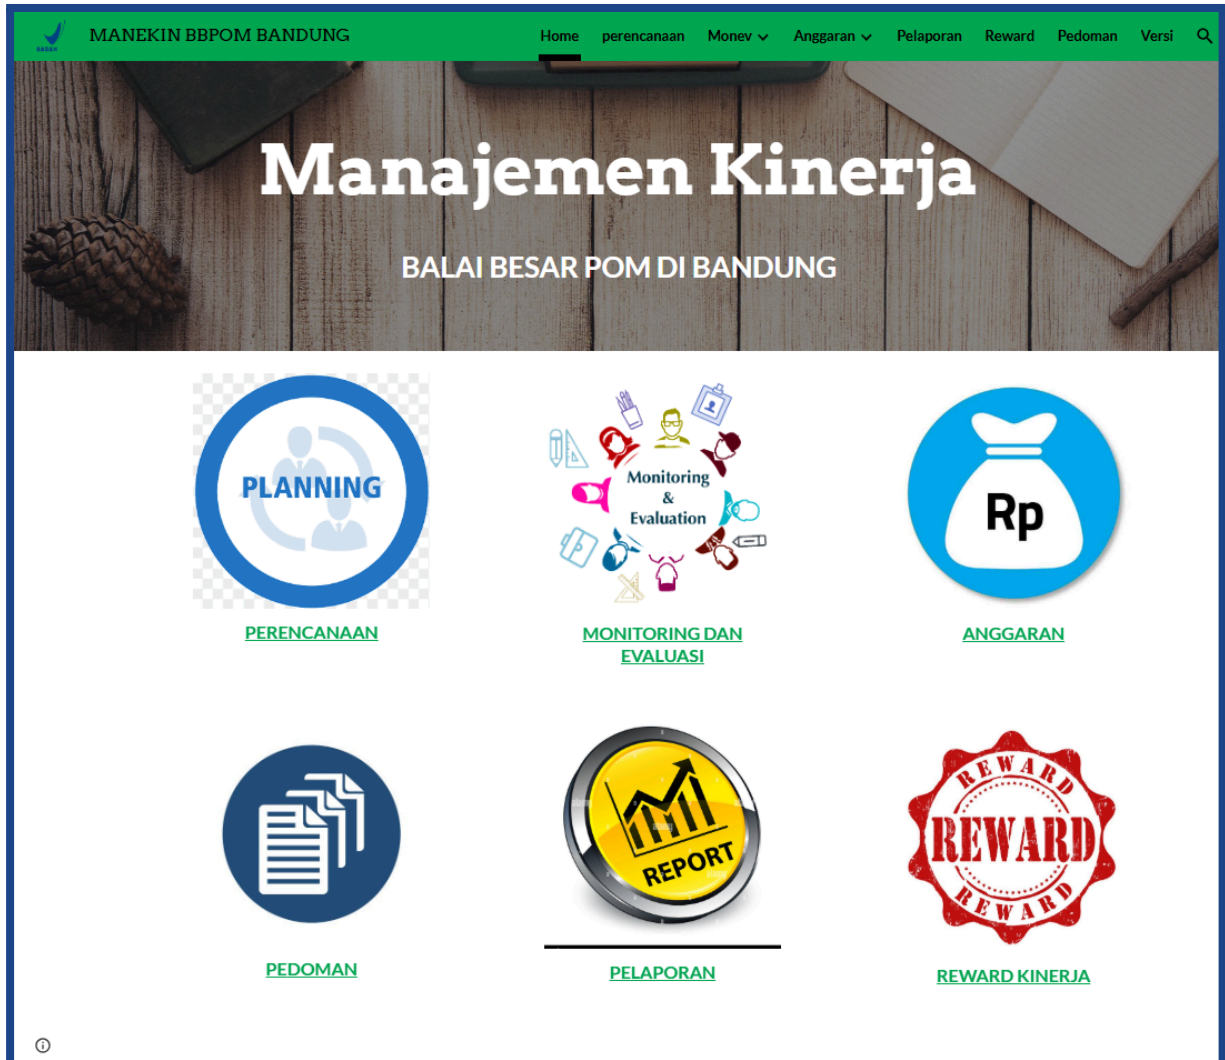 BADAN
MANEKIN BBPOM BANDUNG
Home perencanaan Monev Anggaran Pelaporan Reward Pedoman Versi
Manajemen Kinerja
BALAI BESAR POM DI BANDUNG
PLANNING
Monitoring
&
Evaluation
Rp
PERENCANAAN
MONITORING DAN
EVALUASI
ANGGARAN
REPORT
REWARD
REWARD
REWARD
PEDOMAN
PELAPORAN
REWARD KINERJA